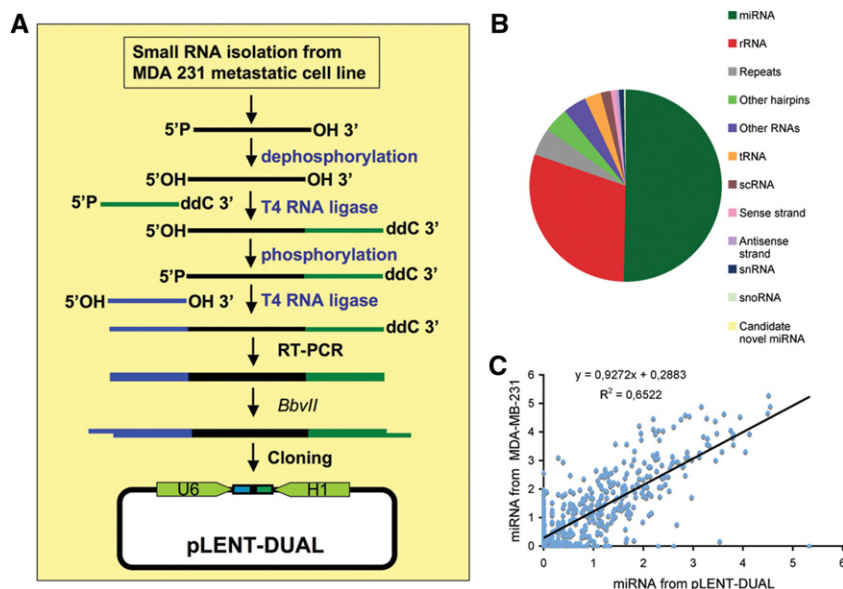 A
Small RNA isolation from
MDA 231 metastatic cell line
5'P OH 3'
dephosphorylation
5'OH OH 3'
5'P ddC 3' T4 RNA ligase
5'OH ddC 3'
phosphorylation
5'P ddC 3'
5'OH OH 3' T4 RNA ligase
ddC 3'
RT-PCR
BbvII
Cloning
U6 H1
pLENT-DUAL
B
miRNA
rRNA
Repeats
Other hairpins
Other RNAs
tRNA
scRNA
Sense strand
Antisense
strand
snRNA
snoRNA
Candidate
novel miRNA
C
y = 0,9272x + 0,2883
R² = 0,6522
miRNA from MDA-MB-231
6
5
4
3
2
1
0
0 1 2 3 4 5 6
miRNA from pLENT-DUAL